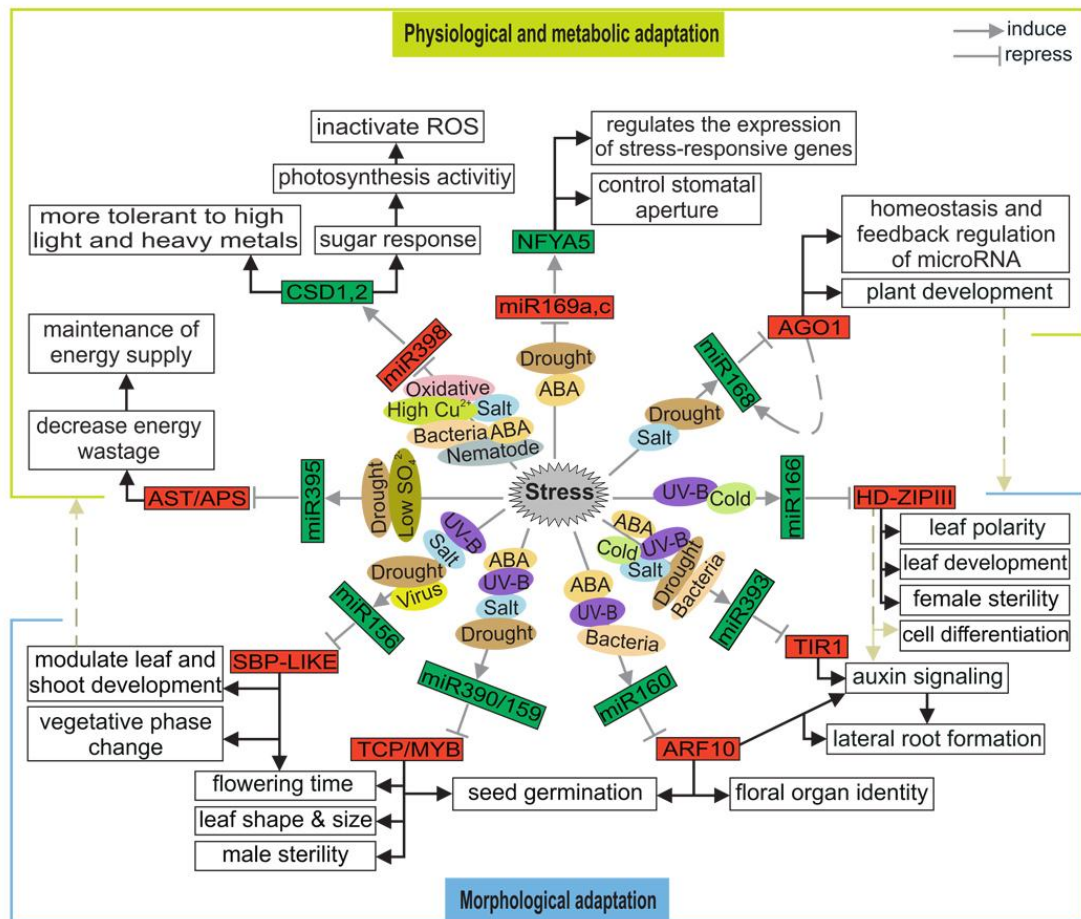 Physiological and metabolic adaptation
induce
repress
inactivate ROS
photosynthesis activitiy
more tolerant to high
light and heavy metals
sugar response
CSD1,2
regulates the expression
of stress-responsive genes
control stomatal
aperture
NFYA5
miR169a,c
homeostasis and
feedback regulation
of microRNA
plant development
AGO1
maintenance of
energy supply
decrease energy
wastage
AST/APS
miR398
Oxidative
High Cu²⁺
Salt
Bacteria
ABA
Nematode
Drought
ABA
miR168
Drought
Salt
miR395
Drought
Low SO₄²⁻
Stress
UV-B
Cold
miR166
HD-ZIPIII
leaf polarity
leaf development
female sterility
cell differentiation
UV-B
Salt
Drought
Virus
miR156
SBP-LIKE
modulate leaf and
shoot development
vegetative phase
change
ABA
UV-B
Salt
Drought
miR390/159
TCP/MYB
flowering time
leaf shape & size
male sterility
seed germination
ABA
UV-B
Bacteria
miR160
ARF10
floral organ identity
ABA
Cold
UV-B
Salt
Drought
Bacteria
miR393
TIR1
auxin signaling
lateral root formation
Morphological adaptation